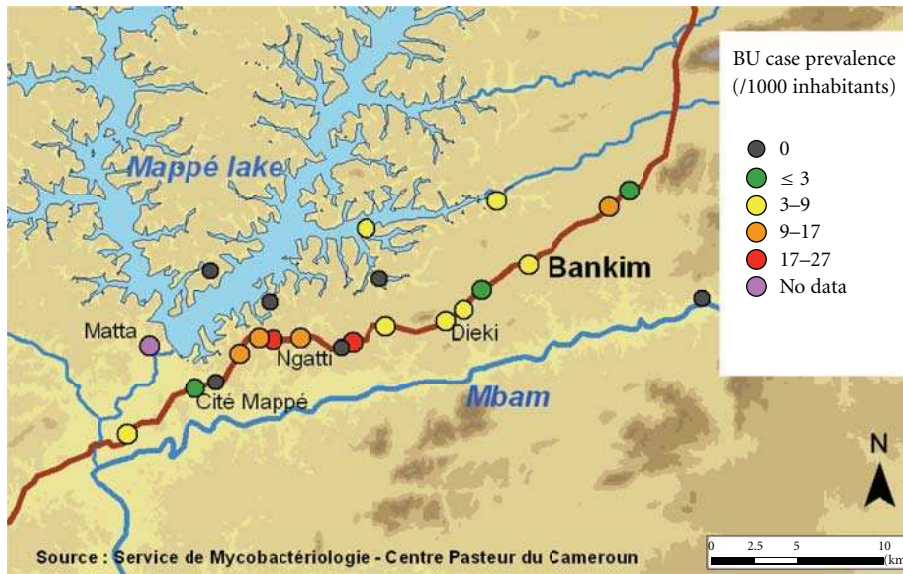 BU case prevalence
(/1000 inhabitants)
0
≤ 3
3–9
9–17
17–27
No data
Mappé lake
Bankim
Matta
Dieki
Ngatti
Cité Mappé
Mbam
N
Source : Service de Mycobactériologie - Centre Pasteur du Cameroun
0 2.5 5 10
(km)